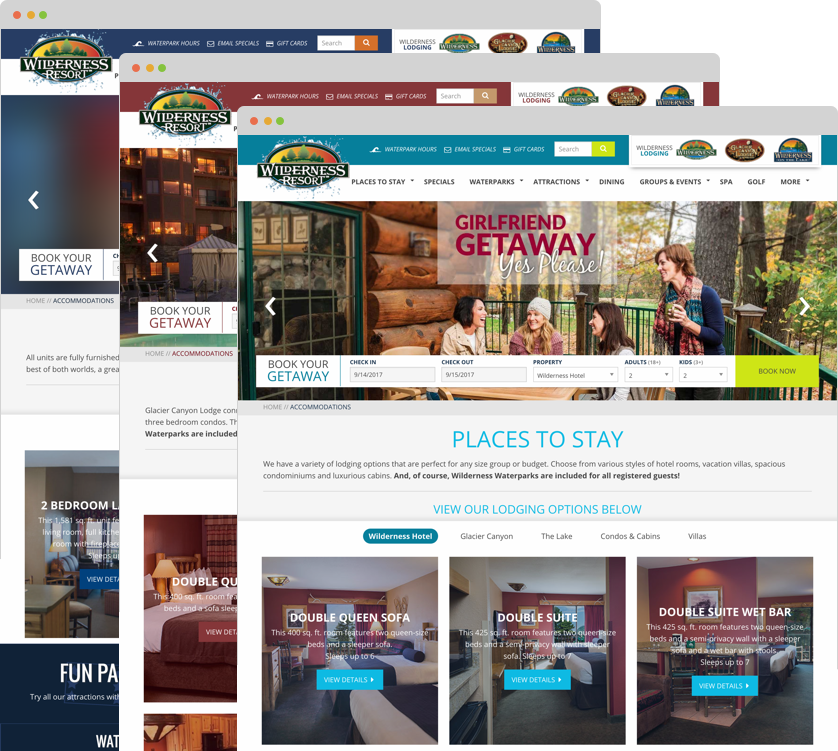 WILDERNESS
RESORT
WATERPARK HOURS
EMAIL SPECIALS
GIFT CARDS
Search
WILDERNESS
LODGING
BOOK YOUR
GETAWAY
HOME // ACCOMMODATIONS
All units are fully furnished
best of both worlds, a grea
2 BEDROOM
This 1,581 sq. ft. unit fe
living room, full kitche
room with fireplac
Sleeps up
VIEW DETA
FUN PA
Try all our attractions with
WAT
WILDERNESS
RESORT
WATERPARK HOURS
EMAIL SPECIALS
GIFT CARDS
Search
WILDERNESS
LODGING
BOOK YOUR
GETAWAY
HOME // ACCOMMODATIONS
Glacier Canyon Lodge con
three bedroom condos. Th
Waterparks are included
DOUBLE QU
This 400 sq. ft. room fea
beds and a sofa slee
Sleeps up
VIEW DETA
WILDERNESS
RESORT
WATERPARK HOURS
EMAIL SPECIALS
GIFT CARDS
Search
WILDERNESS
LODGING
PLACES TO STAY
SPECIALS
WATERPARKS
ATTRACTIONS
DINING
GROUPS & EVENTS
SPA
GOLF
MORE
GIRLFRIEND
GETAWAY
Yes Please!
BOOK YOUR
GETAWAY
CHECK IN
9/14/2017
CHECK OUT
9/15/2017
PROPERTY
Wilderness Hotel
ADULTS (18+)
2
KIDS (3+)
2
BOOK NOW
HOME // ACCOMMODATIONS
PLACES TO STAY
We have a variety of lodging options that are perfect for any size group or budget. Choose from various styles of hotel rooms, vacation villas, spacious
condominiums and luxurious cabins. And, of course, Wilderness Waterparks are included for all registered guests!
VIEW OUR LODGING OPTIONS BELOW
Wilderness Hotel
Glacier Canyon
The Lake
Condos & Cabins
Villas
DOUBLE QUEEN SOFA
This 400 sq. ft. room features two queen-size
beds and a sleeper sofa.
Sleeps up to 6
VIEW DETAILS
DOUBLE SUITE
This 425 sq. ft. room features two queen-size
beds and a semi-privacy wall with sleeper
sofa. Sleeps up to 7
VIEW DETAILS
DOUBLE SUITE WET BAR
This 425 sq. ft. room features two queen-size
beds and a semi-privacy wall with a sleeper
sofa and a wet bar with stools.
Sleeps up to 7
VIEW DETAILS